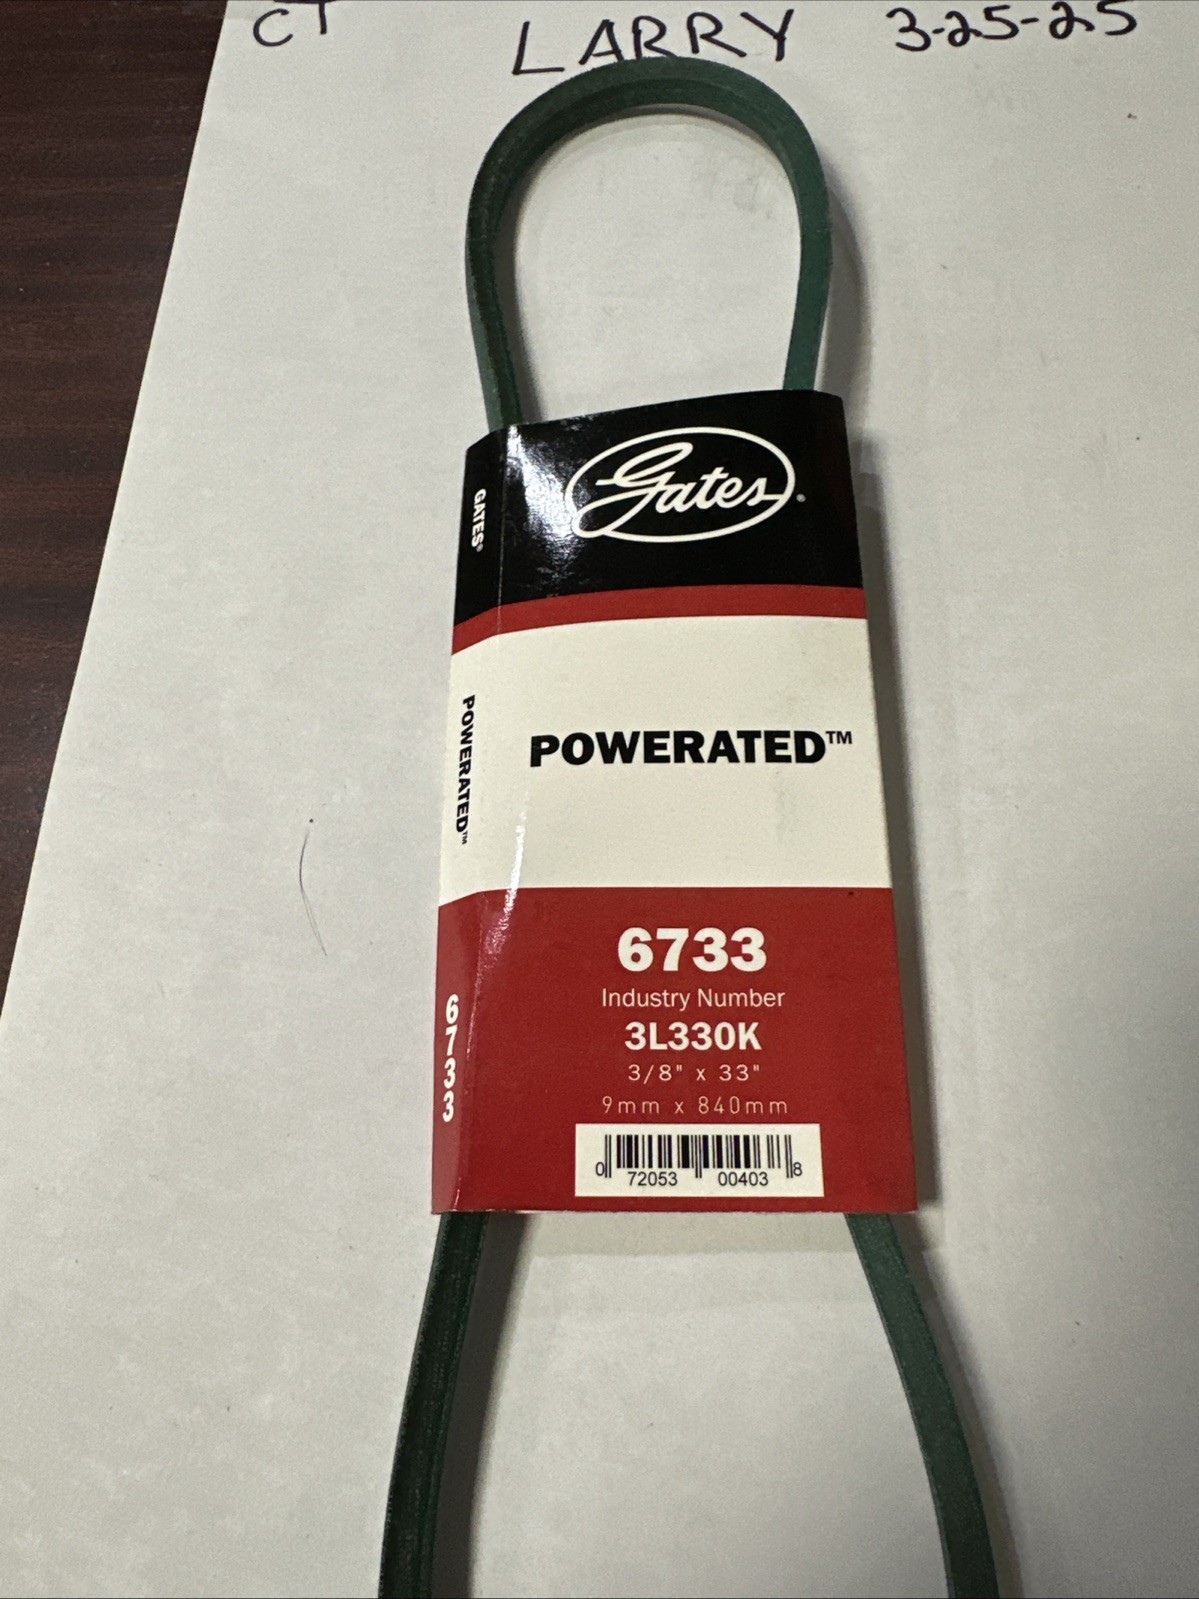 CT LARRY 3-25-25
Gates®
GATES®
POWERATED™
POWERATED™
6733
Industry Number
3L330K
3/8" x 33"
9mm x 840mm
6733
0 72053 00403 8